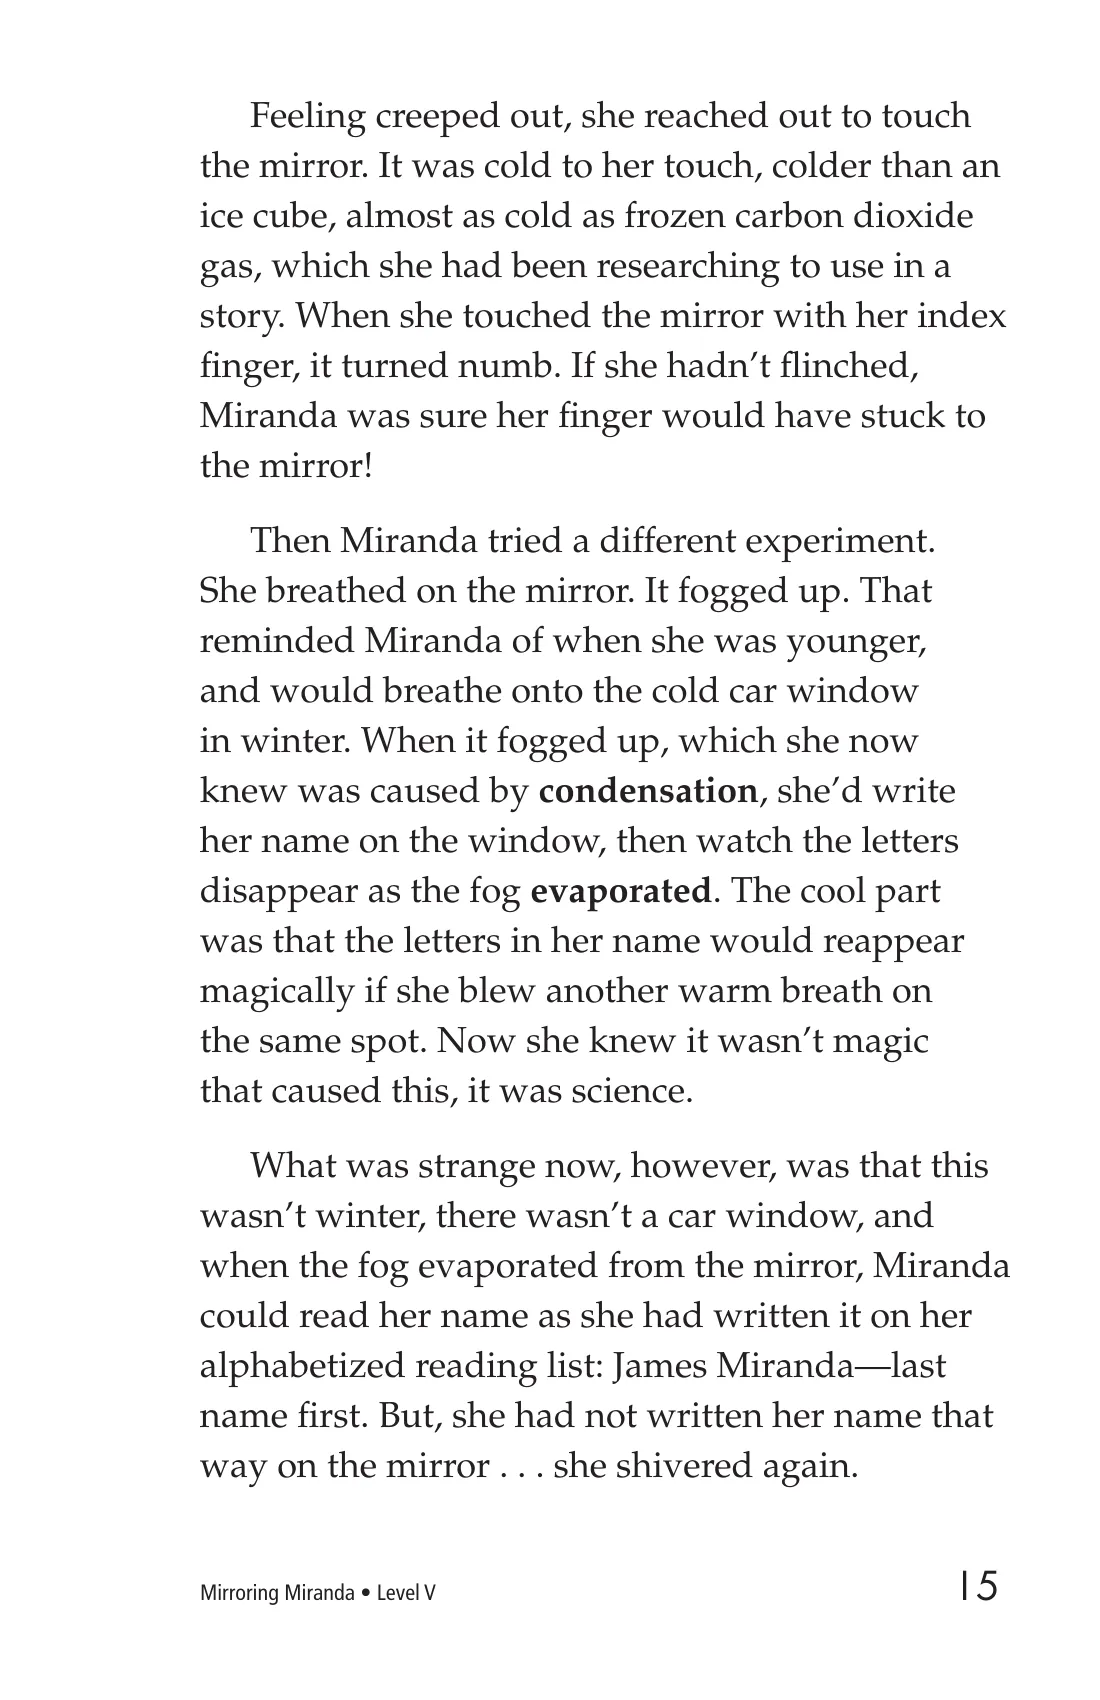 Feeling creeped out, she reached out to touch
the mirror. It was cold to her touch, colder than an
ice cube, almost as cold as frozen carbon dioxide
gas, which she had been researching to use in a
story. When she touched the mirror with her index
finger, it turned numb. If she hadn’t flinched,
Miranda was sure her finger would have stuck to
the mirror!
Then Miranda tried a different experiment.
She breathed on the mirror. It fogged up. That
reminded Miranda of when she was younger,
and would breathe onto the cold car window
in winter. When it fogged up, which she now
knew was caused by condensation, she’d write
her name on the window, then watch the letters
disappear as the fog evaporated. The cool part
was that the letters in her name would reappear
magically if she blew another warm breath on
the same spot. Now she knew it wasn’t magic
that caused this, it was science.
What was strange now, however, was that this
wasn’t winter, there wasn’t a car window, and
when the fog evaporated from the mirror, Miranda
could read her name as she had written it on her
alphabetized reading list: James Miranda—last
name first. But, she had not written her name that
way on the mirror . . . she shivered again.
Mirroring Miranda • Level V
15